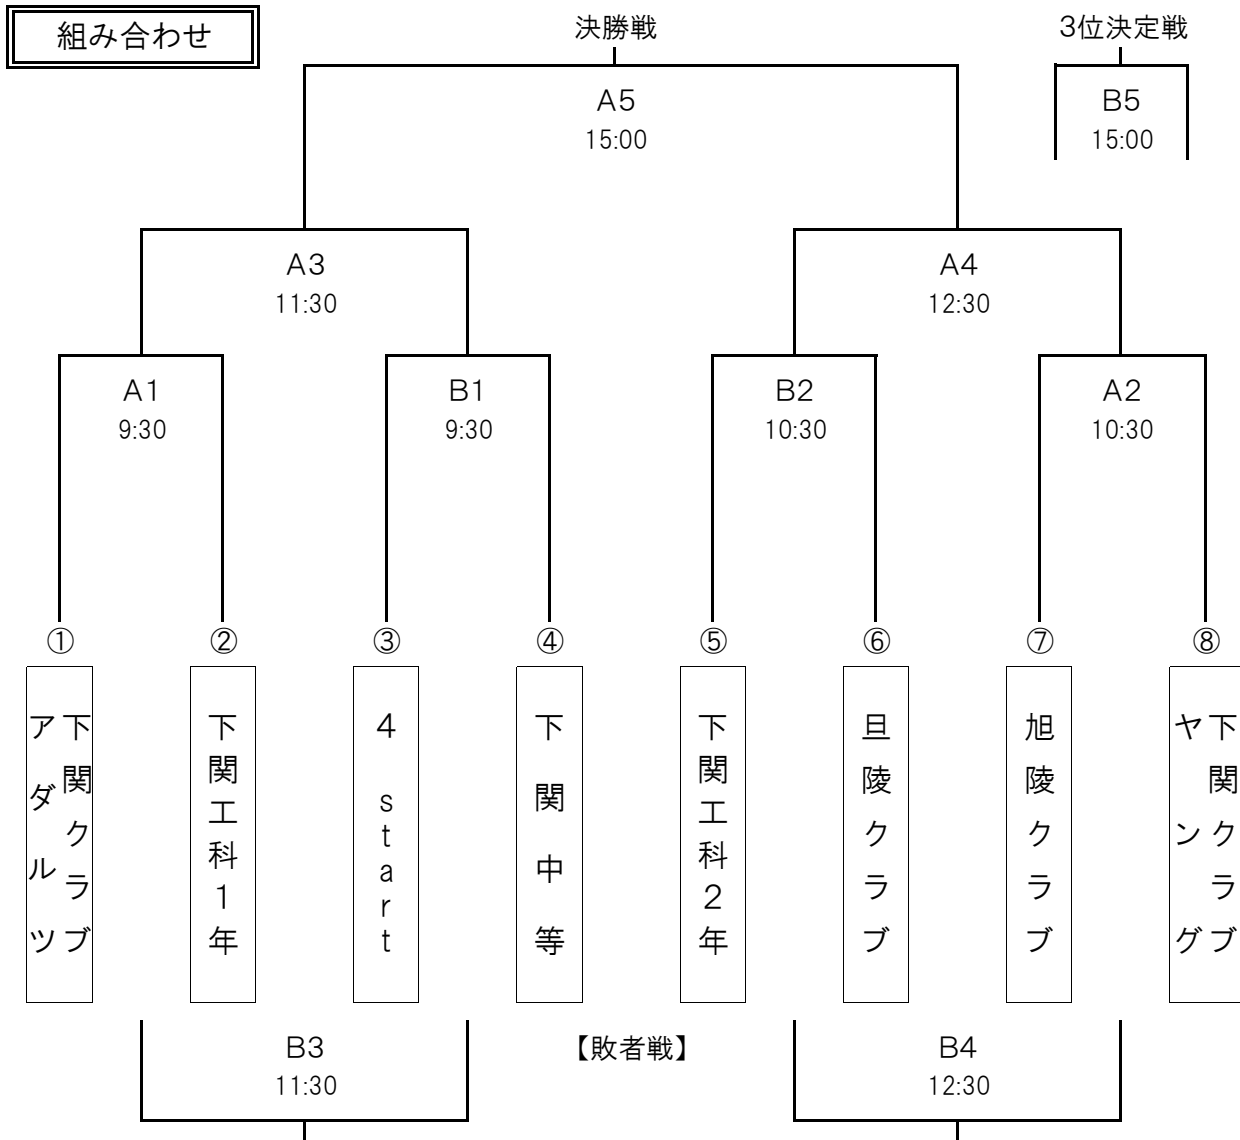 組み合わせ
決勝戦
3位決定戦
A5
15:00
B5
15:00
A3
11:30
A4
12:30
A1
9:30
B1
9:30
B2
10:30
A2
10:30
①
②
③
④
⑤
⑥
⑦
⑧
下関クラブ
アダルツ
下関工科1年
4 start
下関中等
下関工科2年
旦陵クラブ
旭陵クラブ
下関クラブ
ヤング
B3
11:30
【敗者戦】
B4
12:30